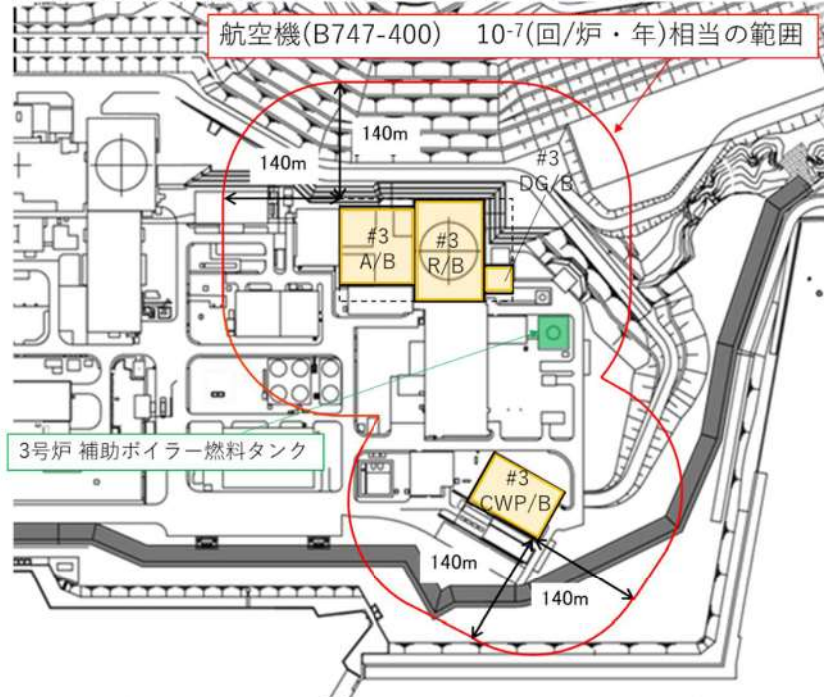 航空機(B747-400) 10⁻⁷(回/炉・年)相当の範囲
140m
140m
#3
DG/B
#3
A/B
#3
R/B
3号炉 補助ボイラー燃料タンク
#3
CWP/B
140m
140m